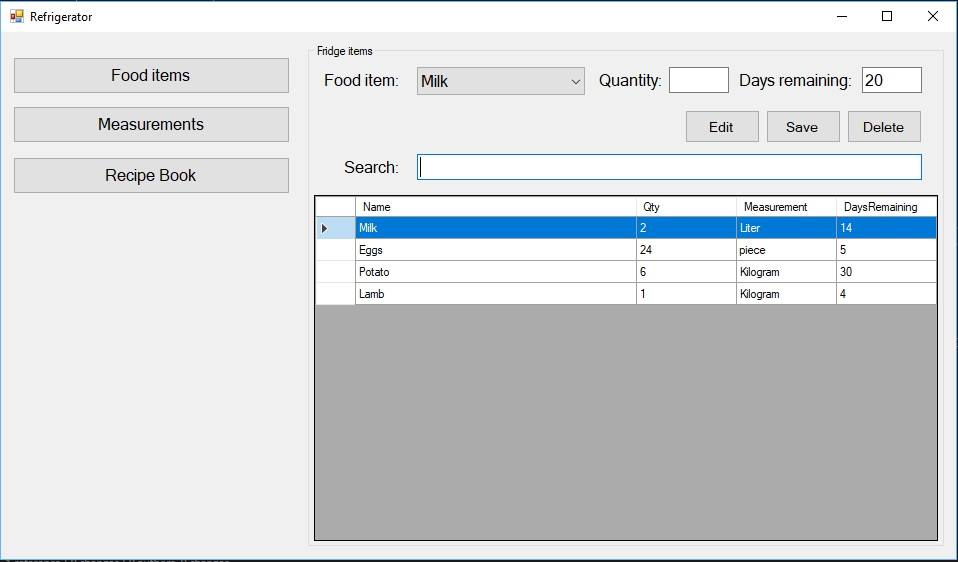 Refrigerator
Food items
Measurements
Recipe Book
Fridge items
Food item: Milk Quantity: Days remaining: 20
Edit Save Delete
Search:
Name Qty Measurement DaysRemaining
Milk 2 Liter 14
Eggs 24 piece 5
Potato 6 Kilogram 30
Lamb 1 Kilogram 4